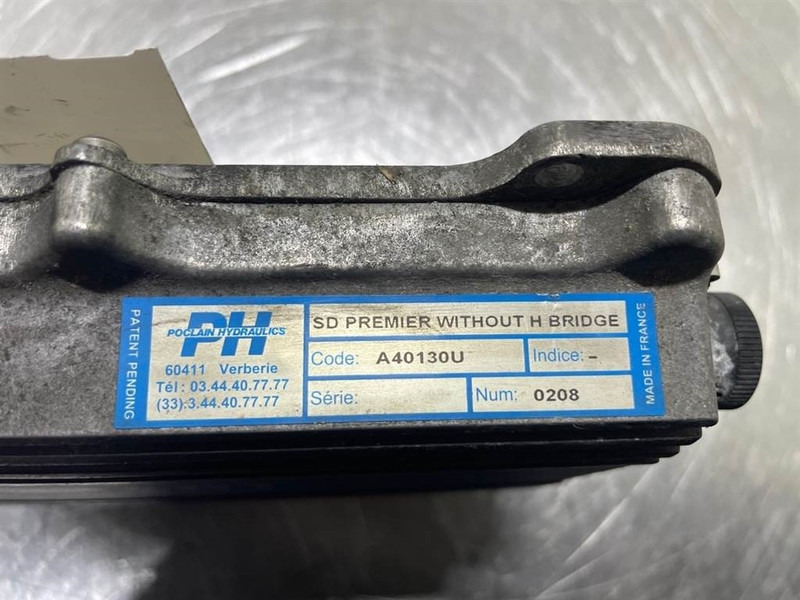 PATENT PENDING
PH
POCLAIN HYDRAULICS
60411 Verberie
Tél : 03.44.40.77.77
(33):3.44.40.77.77
SD PREMIER WITHOUT H BRIDGE
Code: A40130U
Indice: –
Série:
Num: 0208
MADE IN FRANCE